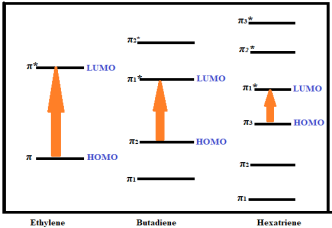 π3*
π2*
π2*
π* LUMO
π1* LUMO
π1* LUMO
π3 HOMO
π2 HOMO
π HOMO
π2
π1
π1
Ethylene Butadiene Hexatriene